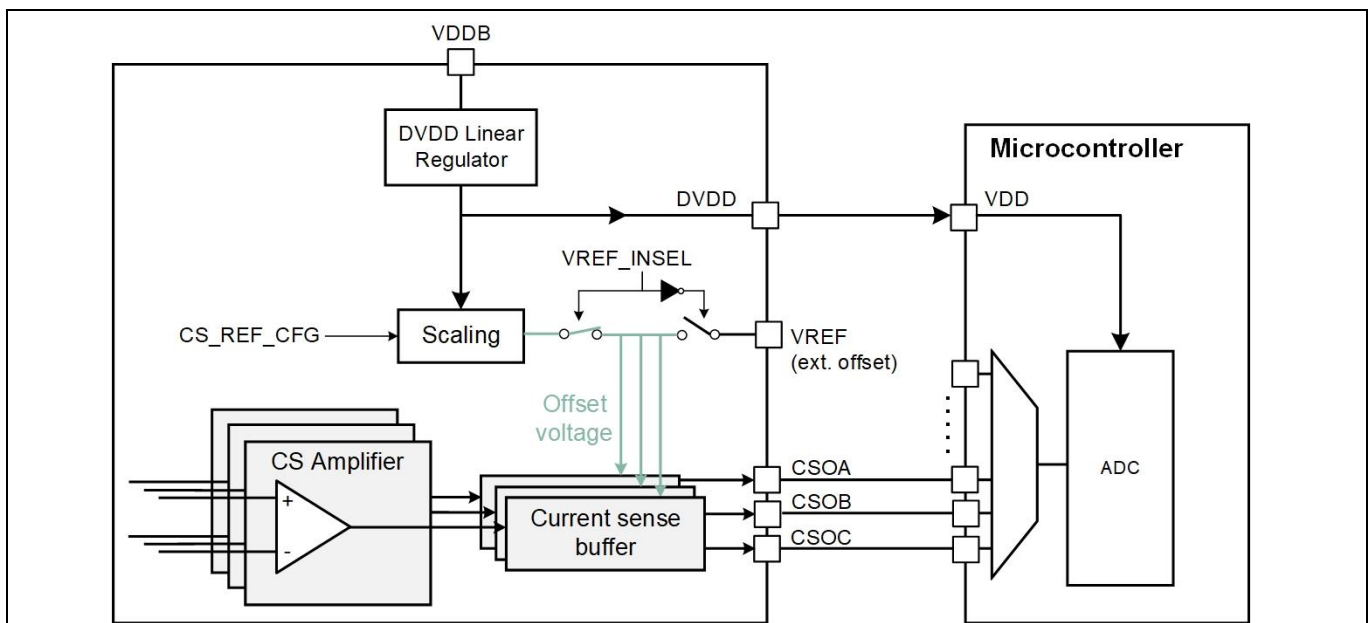 VDDB
DVDD Linear
Regulator
Microcontroller
DVDD
VDD
VREF_INSEL
CS_REF_CFG
Scaling
VREF
(ext. offset)
Offset
voltage
CS Amplifier
+
-
Current sense
buffer
CSOA
CSOB
CSOC
ADC